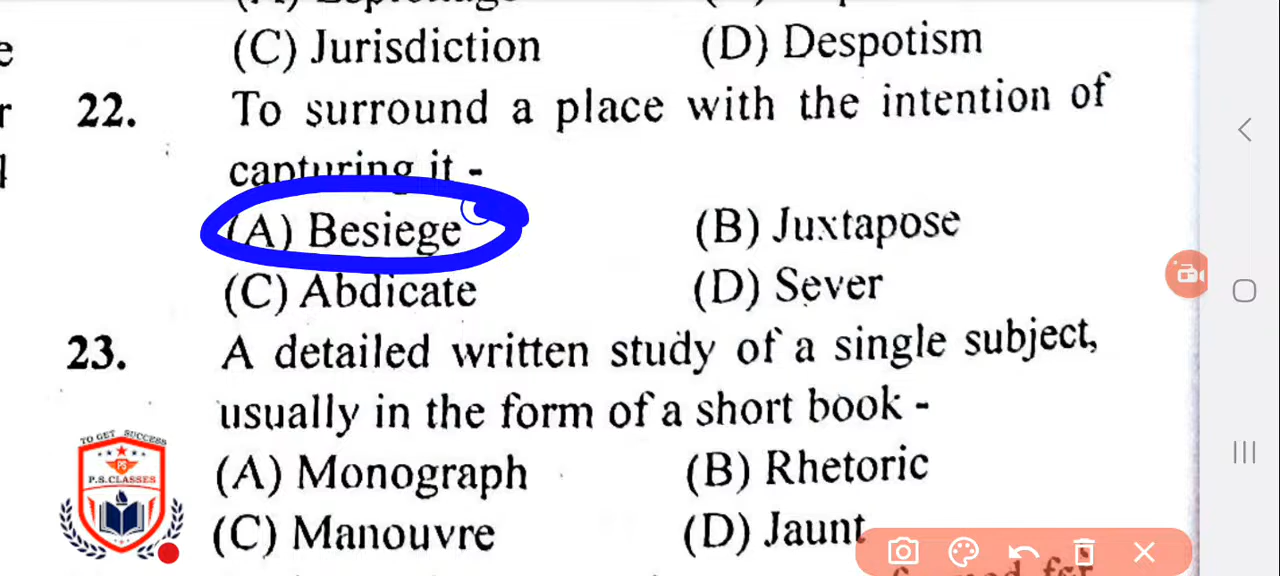 (C) Jurisdiction (D) Despotism
22. To surround a place with the intention of
capturing it -
(A) Besiege (B) Juxtapose
(C) Abdicate (D) Sever
23. A detailed written study of a single subject,
usually in the form of a short book -
(A) Monograph (B) Rhetoric
(C) Manouvre (D) Jaunt
TO GET SUCCESS
PS
P.S.CLASSES